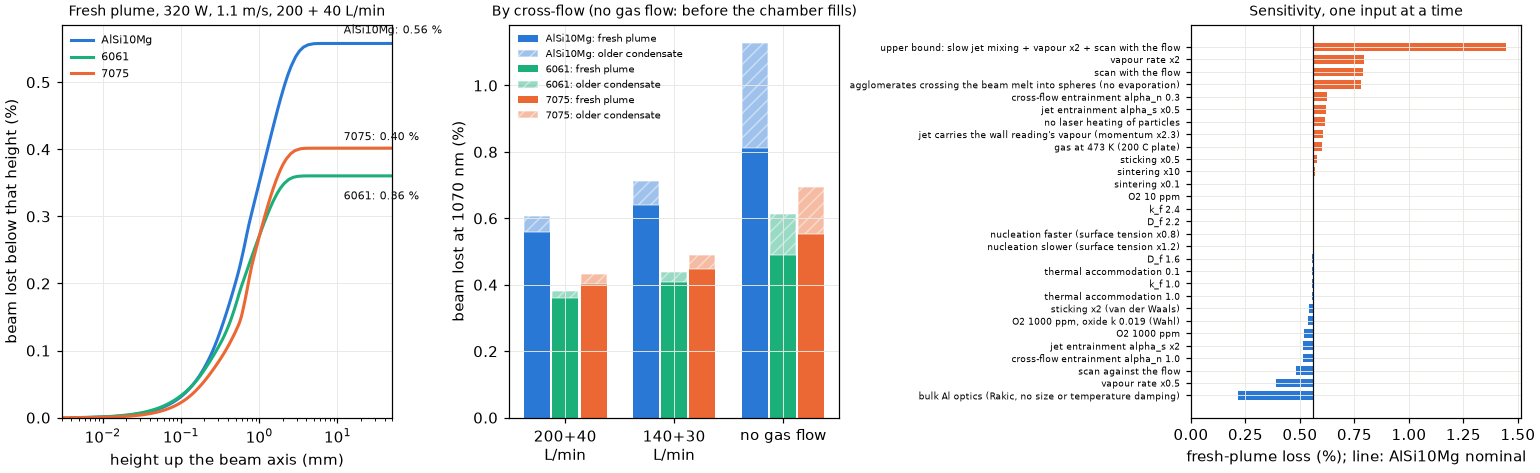 Fresh plume, 320 W, 1.1 m/s, 200 + 40 L/min
AlSi10Mg: 0.56 %
AlSi10Mg
6061
7075
7075: 0.40 %
6061: 0.36 %
0.5
0.4
0.3
0.2
0.1
0.0
beam lost below that height (%)
10⁻²
10⁻¹
10⁰
10¹
height up the beam axis (mm)
By cross-flow (no gas flow: before the chamber fills)
AlSi10Mg: fresh plume
AlSi10Mg: older condensate
6061: fresh plume
6061: older condensate
7075: fresh plume
7075: older condensate
1.0
0.8
0.6
0.4
0.2
0.0
beam lost at 1070 nm (%)
200+40
L/min
140+30
L/min
no gas flow
Sensitivity, one input at a time
upper bound: slow jet mixing + vapour x2 + scan with the flow
vapour rate x2
scan with the flow
agglomerates crossing the beam melt into spheres (no evaporation)
cross-flow entrainment alpha_n 0.3
jet entrainment alpha_s x0.5
no laser heating of particles
jet carries the wall reading's vapour (momentum x2.3)
gas at 473 K (200 C plate)
sticking x0.5
sintering x10
sintering x0.1
O2 10 ppm
k_f 2.4
D_f 2.2
nucleation faster (surface tension x0.8)
nucleation slower (surface tension x1.2)
D_f 1.6
thermal accommodation 0.1
k_f 1.0
thermal accommodation 1.0
sticking x2 (van der Waals)
O2 1000 ppm, oxide k 0.019 (Wahl)
O2 1000 ppm
jet entrainment alpha_s x2
cross-flow entrainment alpha_n 1.0
scan against the flow
vapour rate x0.5
bulk Al optics (Rakic, no size or temperature damping)
0.00
0.25
0.50
0.75
1.00
1.25
1.50
fresh-plume loss (%); line: AlSi10Mg nominal